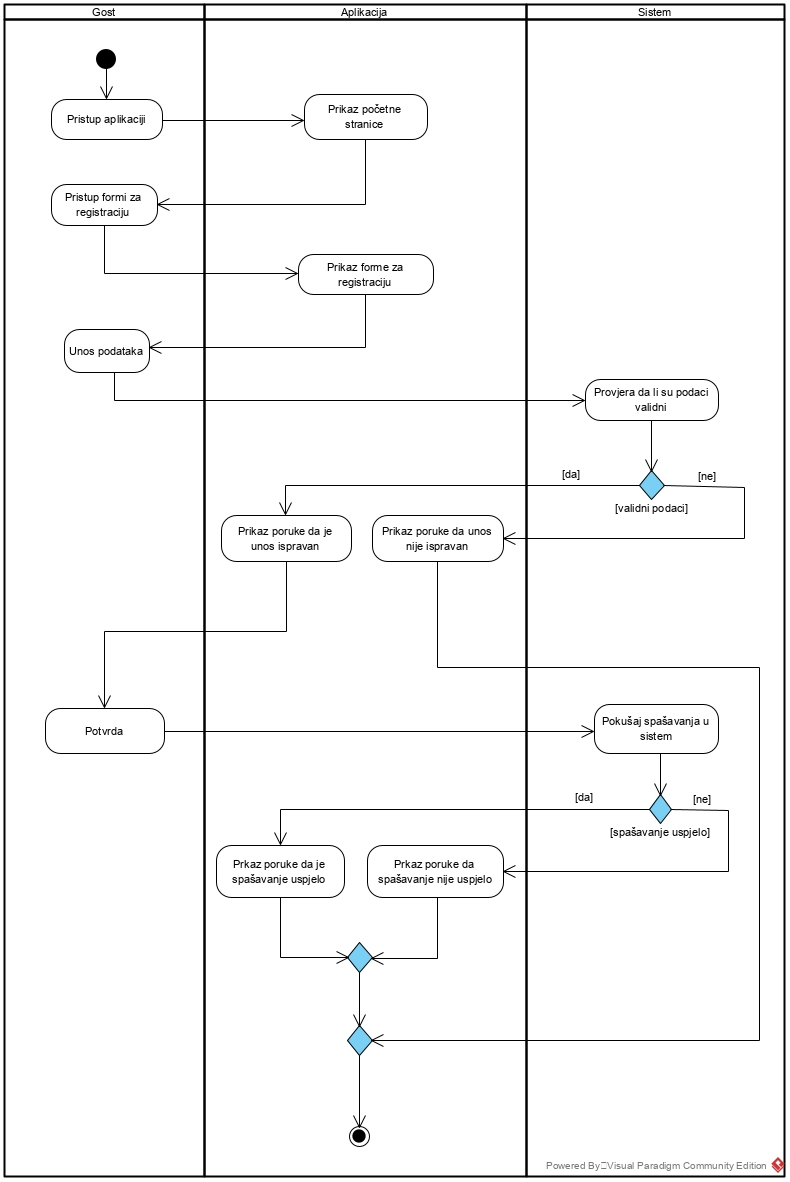 Gost
Aplikacija
Sistem
Pristup aplikaciji
Prikaz početne
stranice
Pristup formi za
registraciju
Prikaz forme za
registraciju
Unos podataka
Provjera da li su podaci
validni
[da]
[ne]
[validni podaci]
Prikaz poruke da je
unos ispravan
Prikaz poruke da unos
nije ispravan
Potvrda
Pokušaj spašavanja u
sistem
[da]
[ne]
[spašavanje uspjelo]
Prkaz poruke da je
spašavanje uspjelo
Prkaz poruke da
spašavanje nije uspjelo
Powered By Visual Paradigm Community Edition